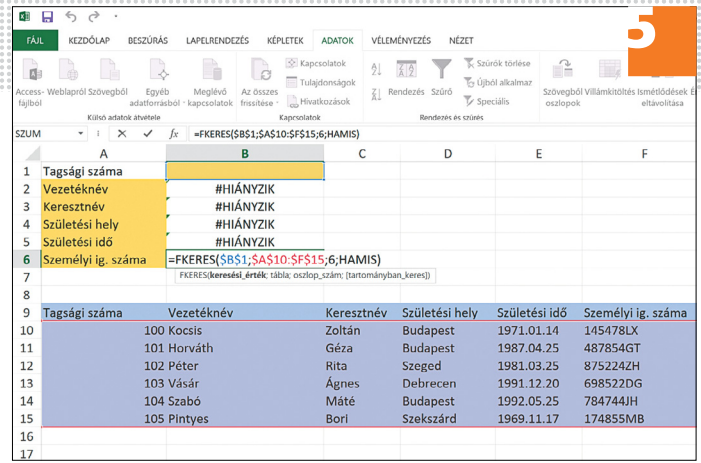 5
FÁJL KEZDŐLAP BESZÚRÁS LAPELRENDEZÉS KÉPLETEK ADATOK VÉLEMÉNYEZÉS NÉZET
Access-fájlból
Weblapról
Szövegből
Egyéb adatforrásból
Meglévő kapcsolatok
Külső adatok átvétele
Az összes frissítése
Kapcsolatok
Tulajdonságok
Hivatkozások
Kapcsolatok
Rendezés
Szűrő
Szűrők törlése
Újból alkalmaz
Speciális
Rendezés és szűrés
Szövegből oszlopok
Villámkitöltés
Ismétlődések eltávolítása
SZUM fx =FKERES($B$1;$A$10:$F$15;6;HAMIS)
A B C D E F
1 Tagsági száma
2 Vezetéknév #HIÁNYZIK
3 Keresztnév #HIÁNYZIK
4 Születési hely #HIÁNYZIK
5 Születési idő #HIÁNYZIK
6 Személyi ig. száma =FKERES($B$1;$A$10:$F$15;6;HAMIS)
7 FKERES(keresési_érték; tábla; oszlop_szám; [tartományban_keres])
8
9 Tagsági száma Vezetéknév Keresztnév Születési hely Születési idő Személyi ig. száma
10 100 Kocsis Zoltán Budapest 1971.01.14 145478LX
11 101 Horváth Géza Budapest 1987.04.25 487854GT
12 102 Péter Rita Szeged 1981.03.25 875224ZH
13 103 Vásár Ágnes Debrecen 1991.12.20 698522DG
14 104 Szabó Máté Budapest 1992.05.25 784744JH
15 105 Pintyes Bori Szekszárd 1969.11.17 174855MB
16
17